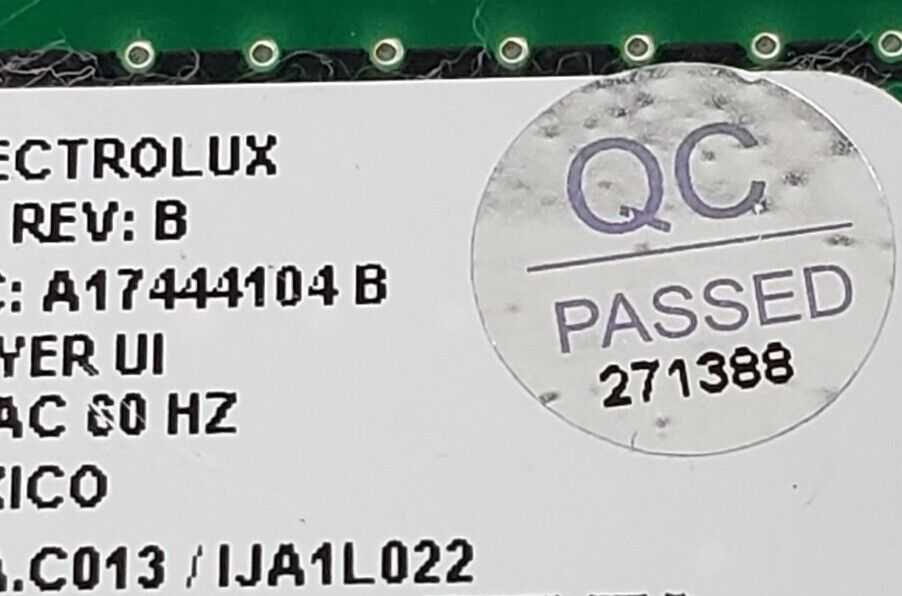 ECTROLUX
REV: B
C: A17444104 B
YER UI
AC 60 HZ
XICO
A.C013 / IJA1L022
QC
PASSED
271388